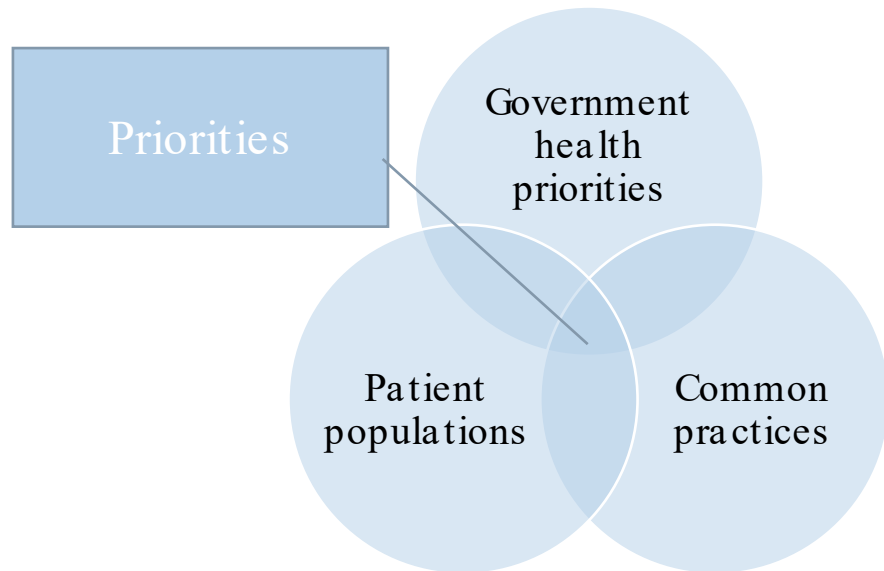 Priorities
Government
health
priorities
Patient
populations
Common
practices